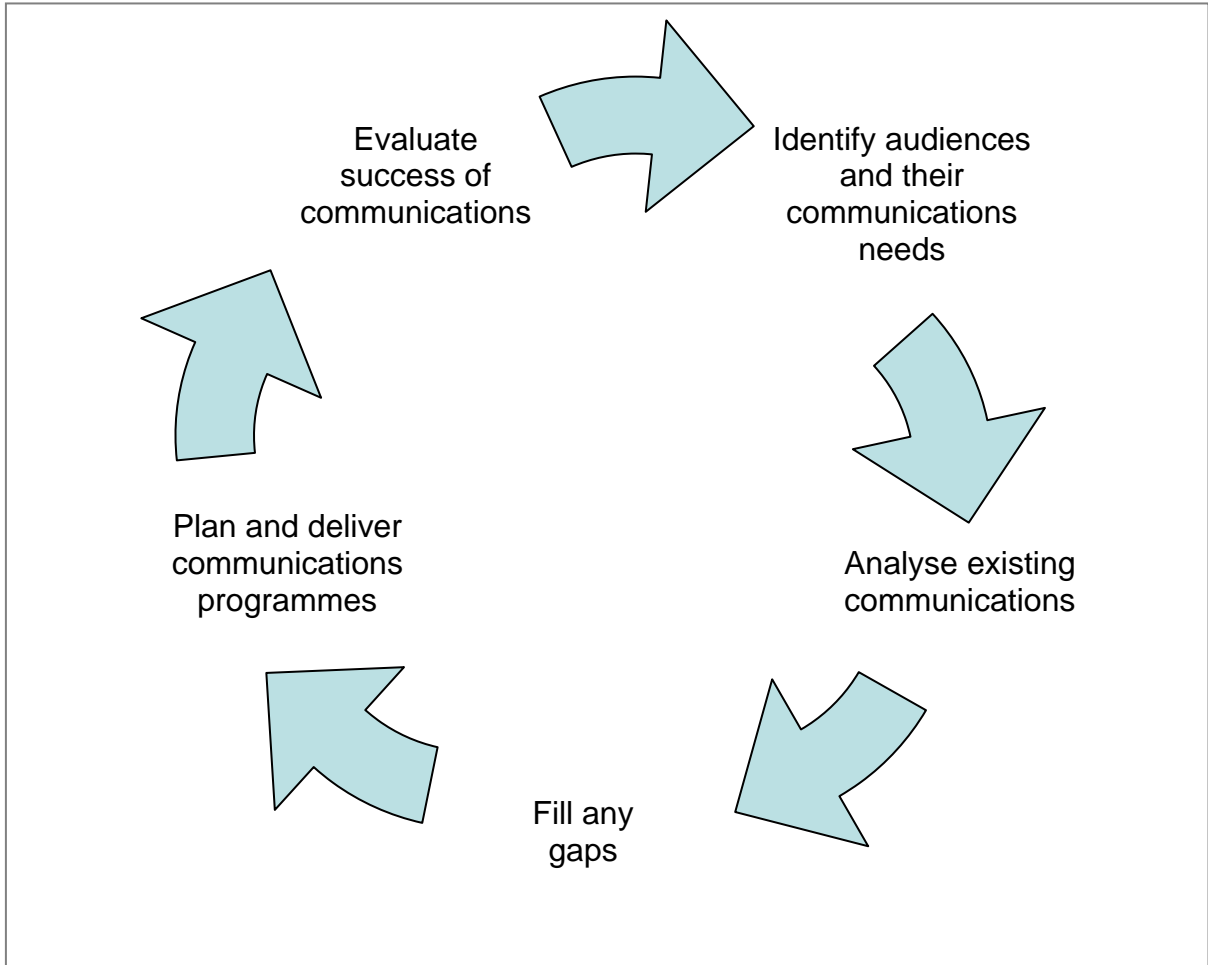 Evaluate
success of
communications
Identify audiences
and their
communications
needs
Analyse existing
communications
Fill any
gaps
Plan and deliver
communications
programmes